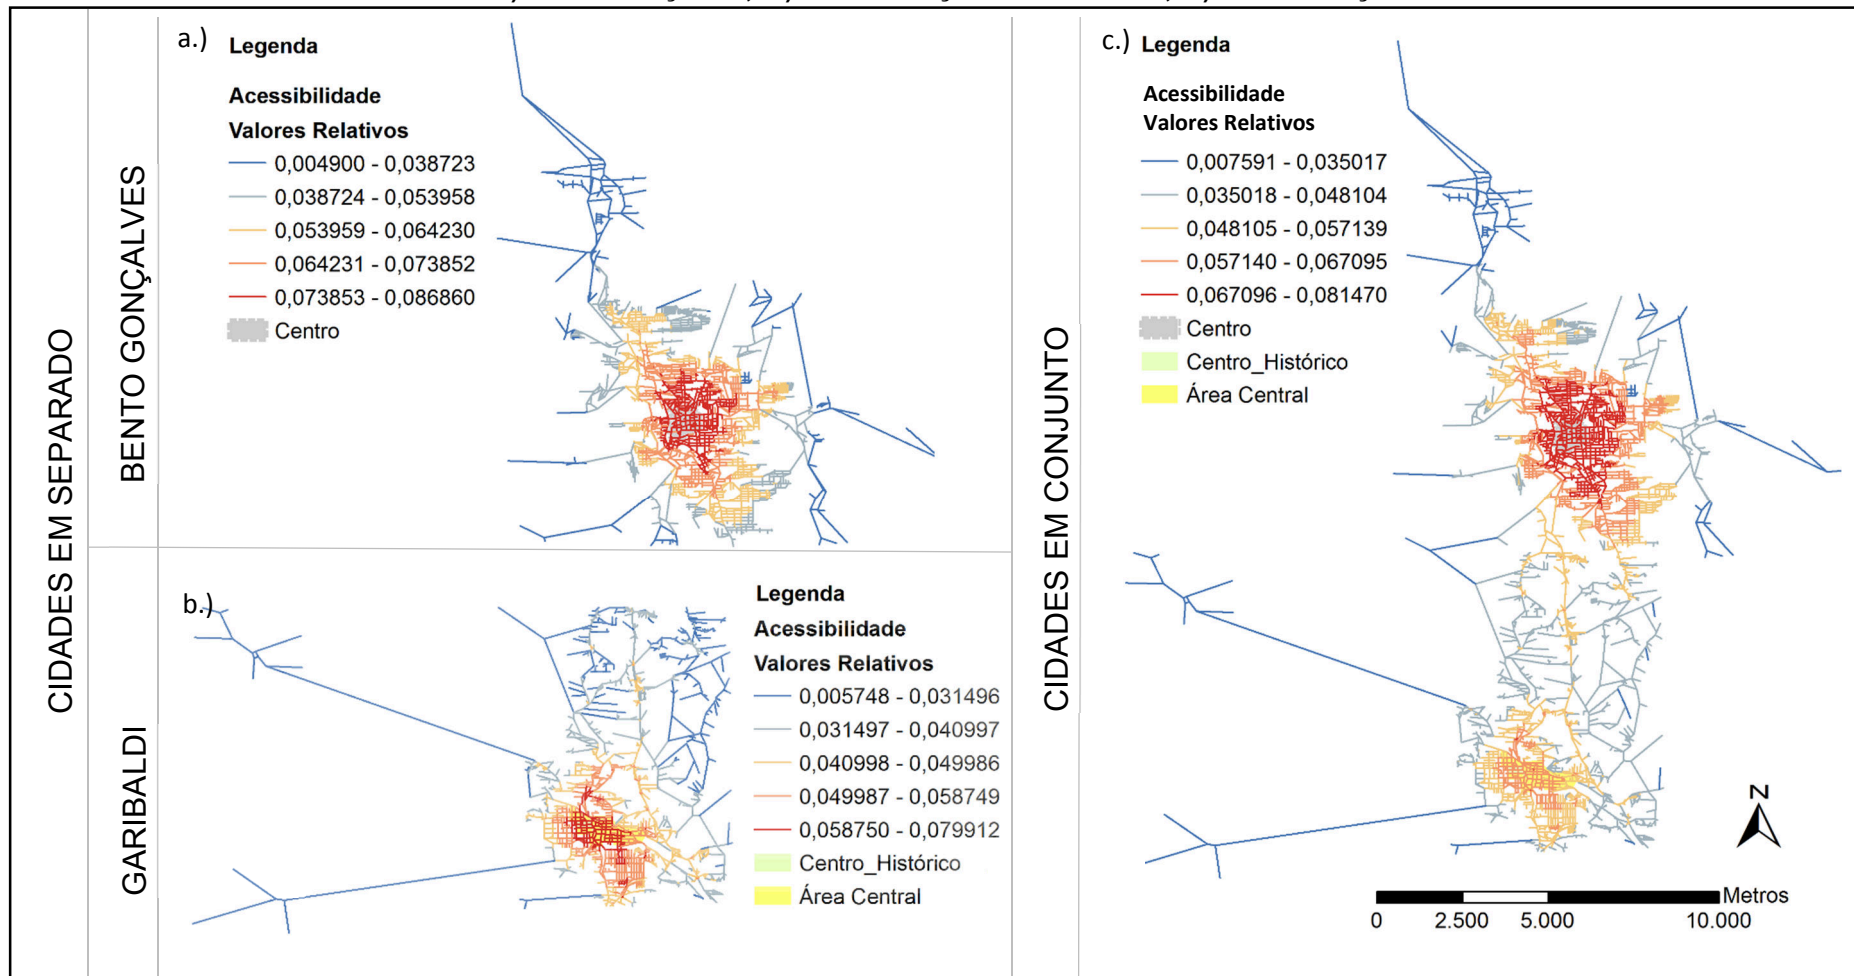 CIDADES EM SEPARADO
BENTO GONÇALVES
a.)
Legenda
Acessibilidade
Valores Relativos
0,004900 - 0,038723
0,038724 - 0,053958
0,053959 - 0,064230
0,064231 - 0,073852
0,073853 - 0,086860
Centro
GARIBALDI
b.)
Legenda
Acessibilidade
Valores Relativos
0,005748 - 0,031496
0,031497 - 0,040997
0,040998 - 0,049986
0,049987 - 0,058749
0,058750 - 0,079912
Centro_Histórico
Área Central
CIDADES EM CONJUNTO
c.)
Legenda
Acessibilidade
Valores Relativos
0,007591 - 0,035017
0,035018 - 0,048104
0,048105 - 0,057139
0,057140 - 0,067095
0,067096 - 0,081470
Centro
Centro_Histórico
Área Central
N
Metros
0 2.500 5.000 10.000